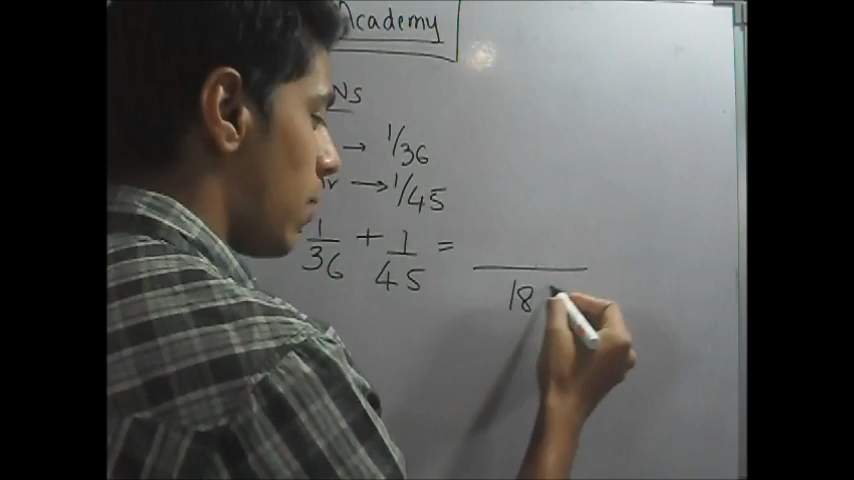 Academy
NS
→ 1/36
r → 1/45
1/36 + 1/45 = /18